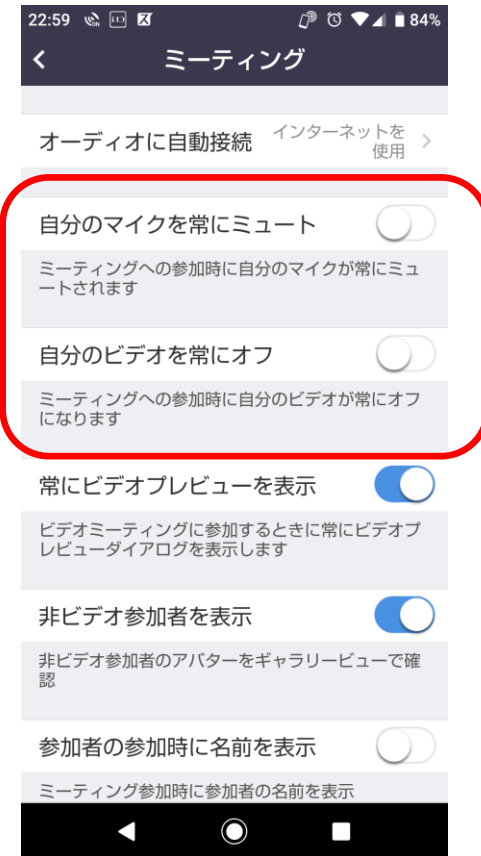 22:59 84%
ミーティング
オーディオに自動接続 インターネットを
使用
自分のマイクを常にミュート
ミーティングへの参加時に自分のマイクが常にミュ
ートされます
自分のビデオを常にオフ
ミーティングへの参加時に自分のビデオが常にオフ
になります
常にビデオプレビューを表示
ビデオミーティングに参加するときに常にビデオプ
レビューダイアログを表示します
非ビデオ参加者を表示
非ビデオ参加者のアバターをギャラリービューで確
認
参加者の参加時に名前を表示
ミーティング参加時に参加者の名前を表示